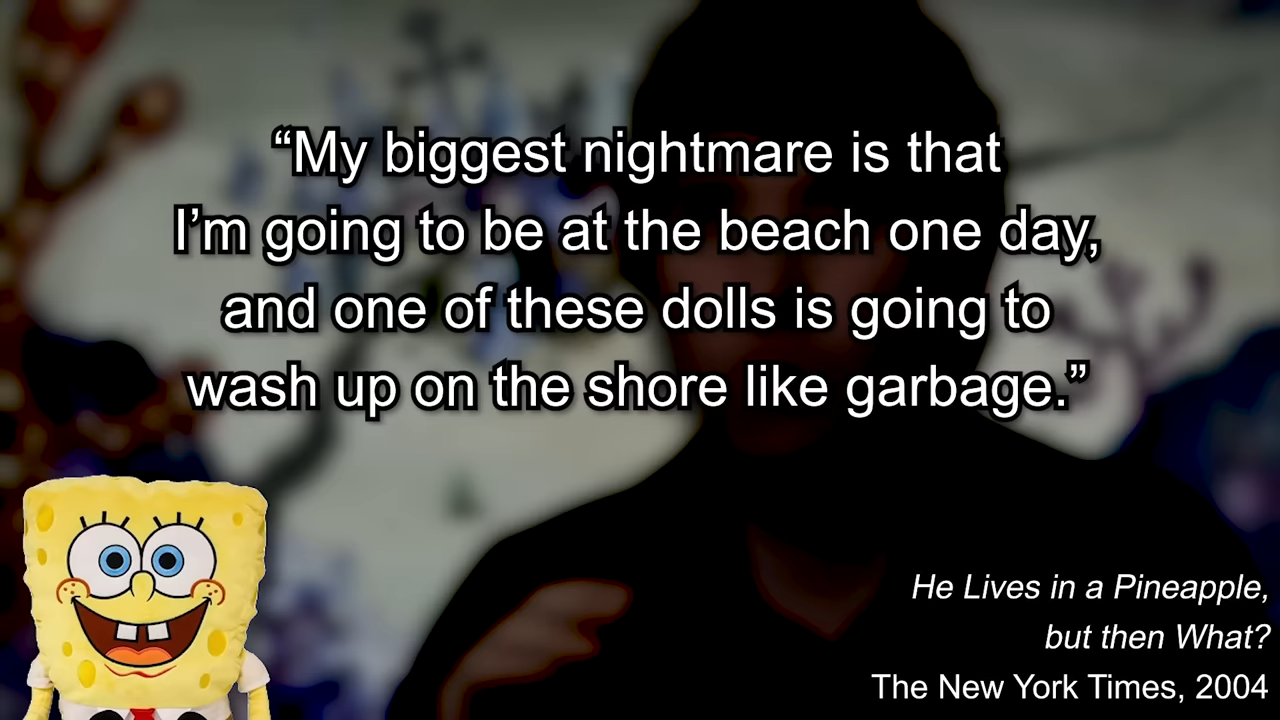 “My biggest nightmare is that
I’m going to be at the beach one day,
and one of these dolls is going to
wash up on the shore like garbage.”
He Lives in a Pineapple,
but then What?
The New York Times, 2004